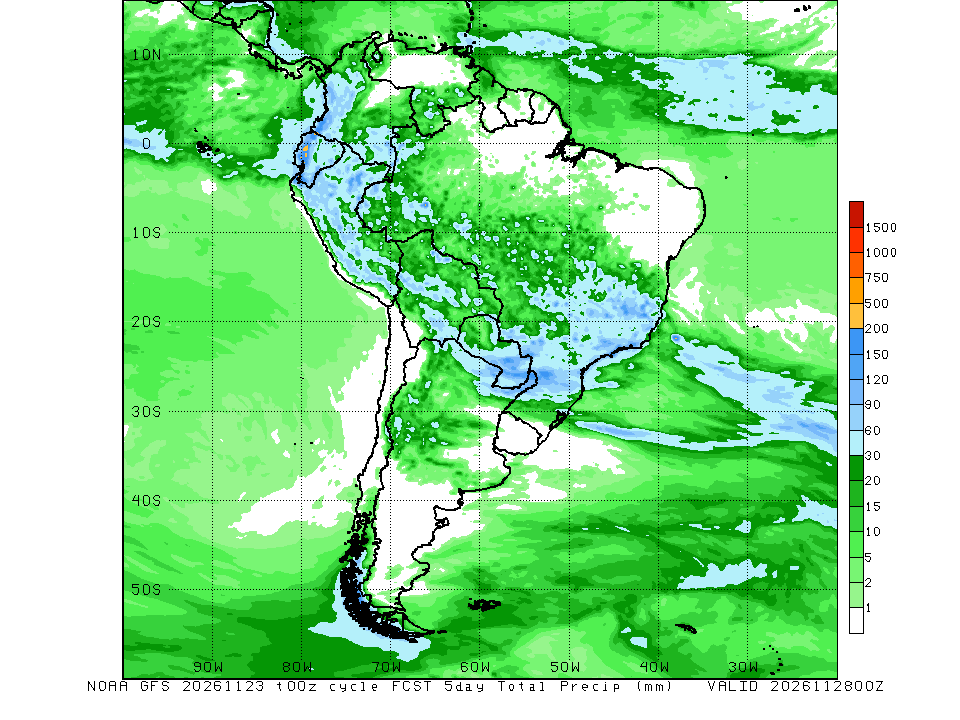 10N
0
10S
20S
30S
40S
50S
90W 80W 70W 60W 50W 40W 30W
1500
1000
750
500
200
150
120
90
60
30
20
15
10
5
2
1
NOAA GFS 20261123 t00z cycle FCST 5day Total Precip (mm) VALID 2026112800Z